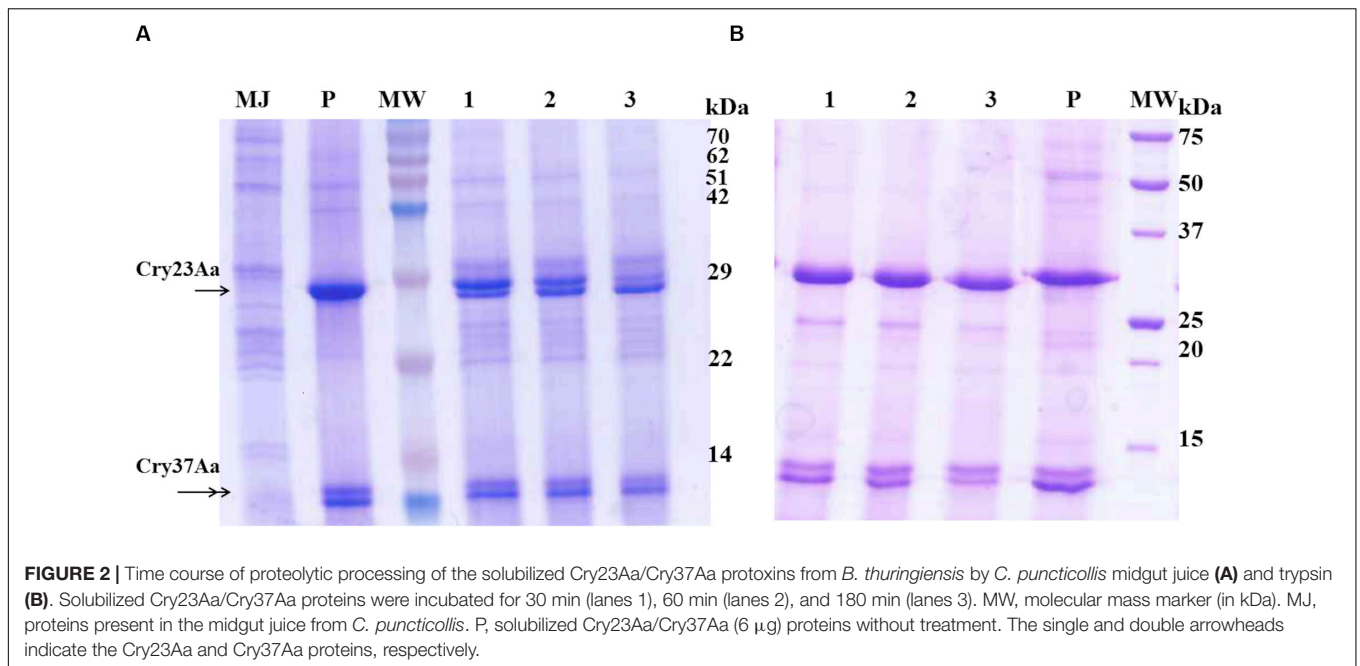 A B
MJ P MW 1 2 3 kDa 1 2 3 P MW kDa
70 75
62
51 50
42
37
Cry23Aa 29
25
22 20
Cry37Aa 14 15
FIGURE 2 | Time course of proteolytic processing of the solubilized Cry23Aa/Cry37Aa protoxins from B. thuringiensis by C. puncticollis midgut juice (A) and trypsin
(B). Solubilized Cry23Aa/Cry37Aa proteins were incubated for 30 min (lanes 1), 60 min (lanes 2), and 180 min (lanes 3). MW, molecular mass marker (in kDa). MJ,
proteins present in the midgut juice from C. puncticollis. P, solubilized Cry23Aa/Cry37Aa (6 μg) proteins without treatment. The single and double arrowheads
indicate the Cry23Aa and Cry37Aa proteins, respectively.